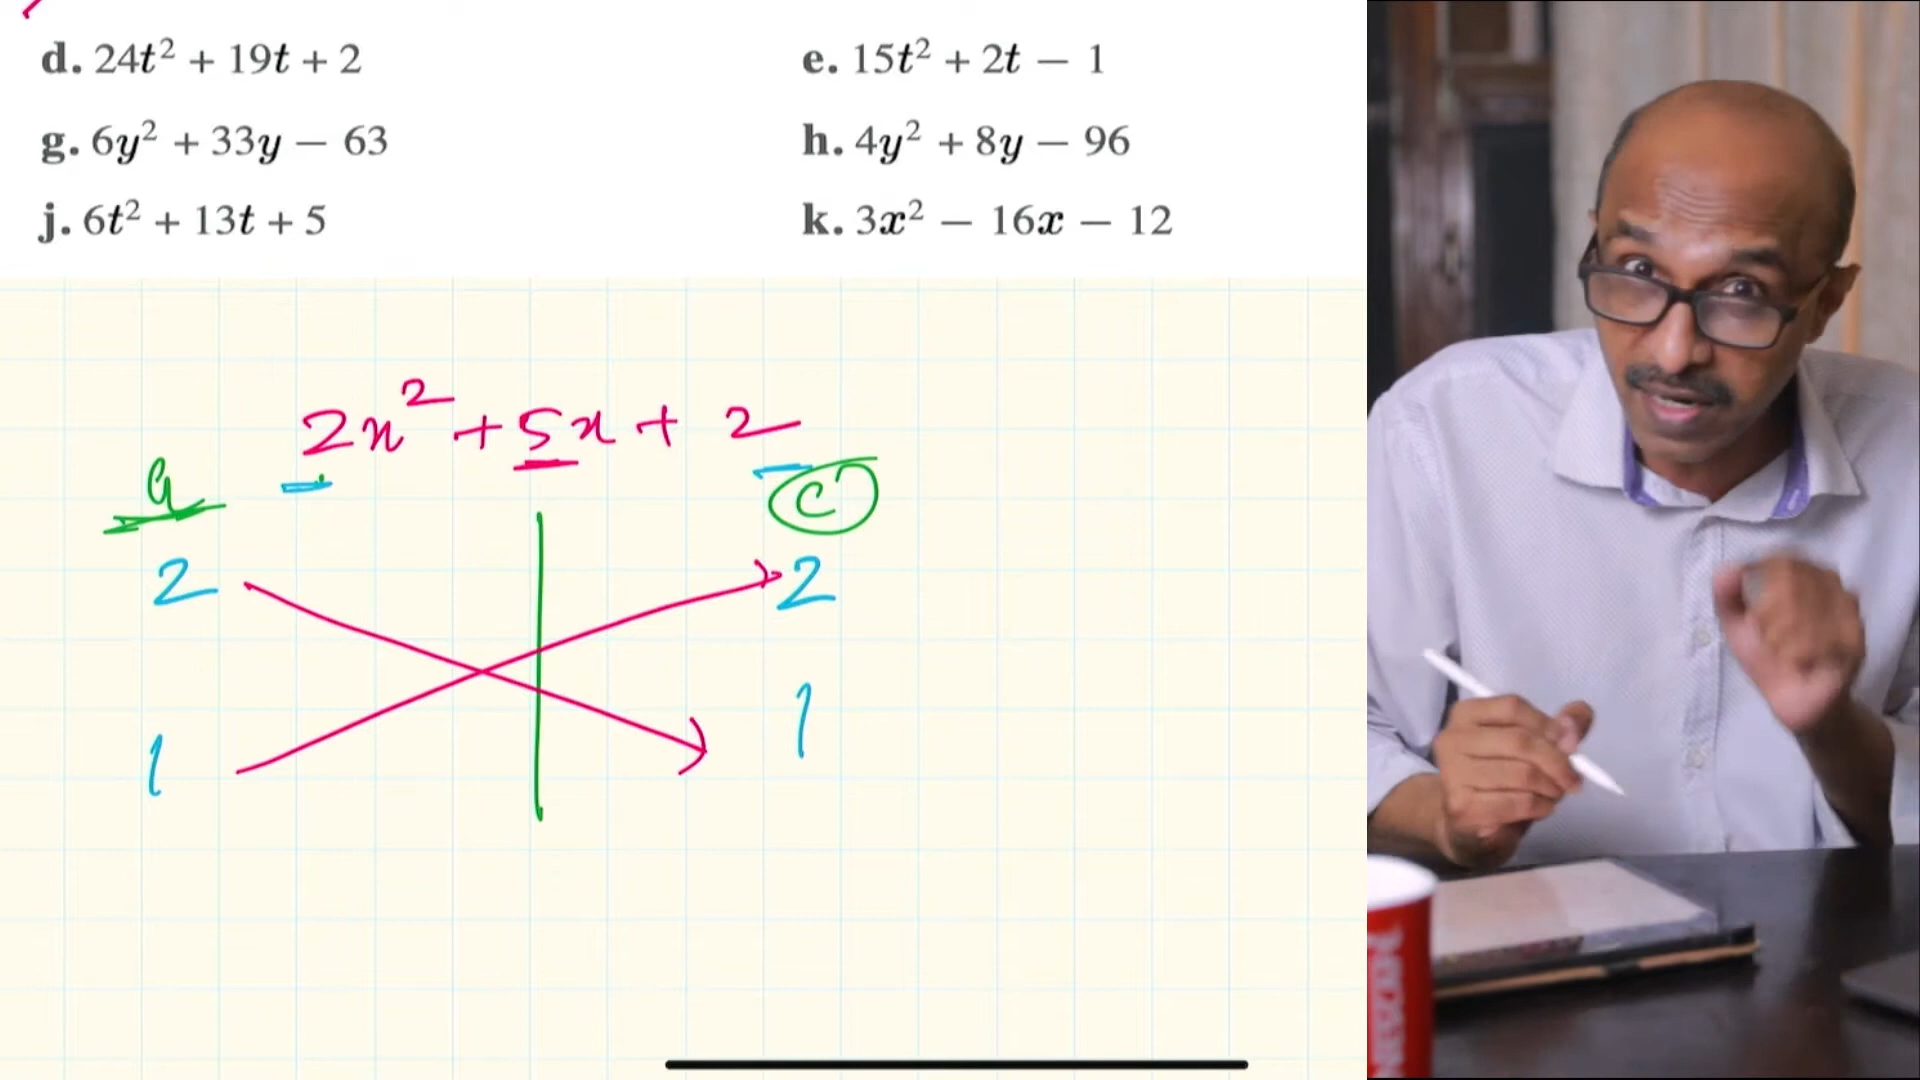 d. 24t² + 19t + 2
e. 15t² + 2t − 1
g. 6y² + 33y − 63
h. 4y² + 8y − 96
j. 6t² + 13t + 5
k. 3x² − 16x − 12
2x² + 5x + 2
a
c
2
2
1
1
NESCAFE